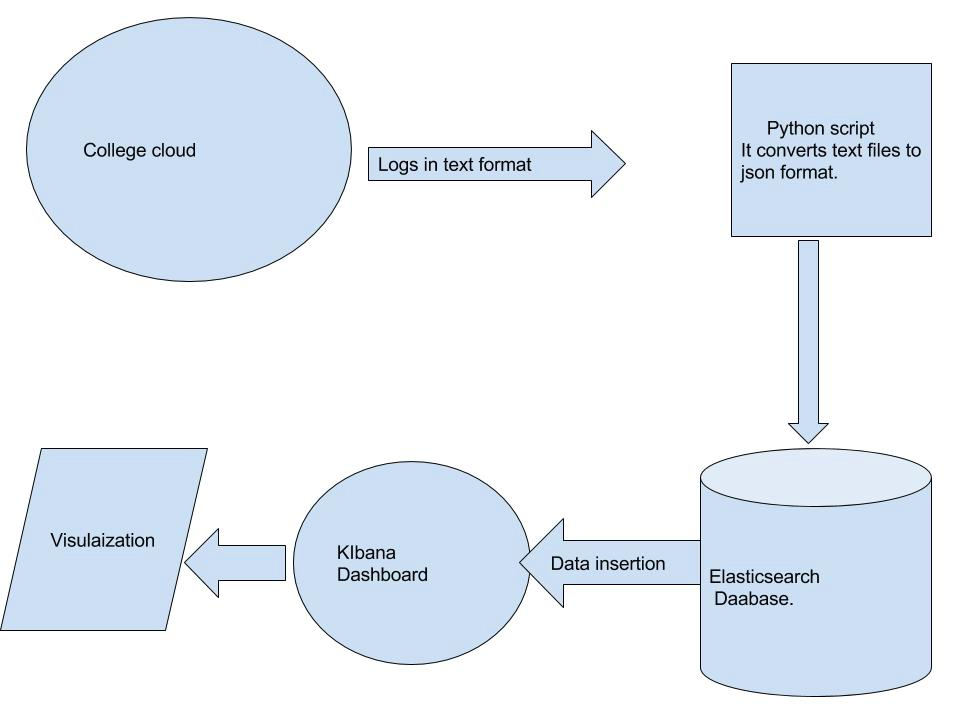 College cloud
Logs in text format
Python script
It converts text files to
json format.
Elasticsearch
Daabase.
Data insertion
KIbana
Dashboard
Visulaization